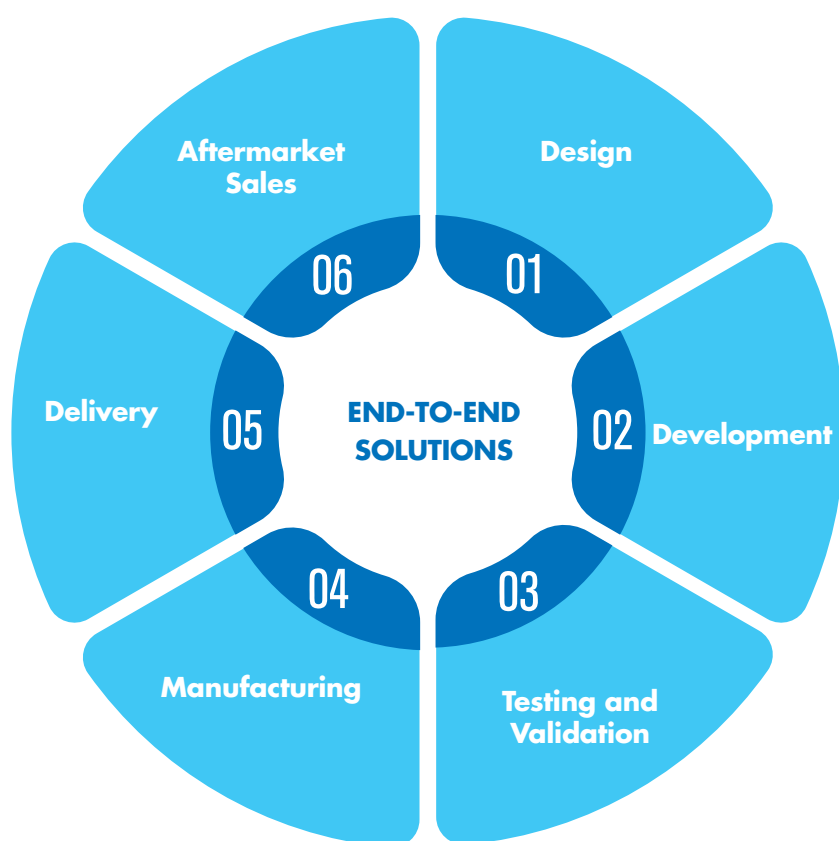 END-TO-END
SOLUTIONS
01
Design
02
Development
03
Testing and
Validation
04
Manufacturing
05
Delivery
06
Aftermarket
Sales